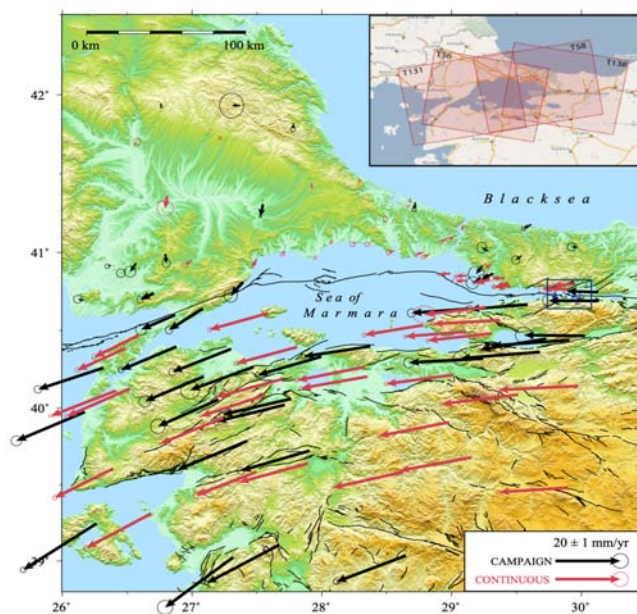 0 km 100 km
T131
T36
T58
T138
42°
Blacksea
41°
Sea of
Marmara
40°
39°
20 ± 1 mm/yr
CAMPAIGN
CONTINUOUS
26° 27° 28° 29° 30°